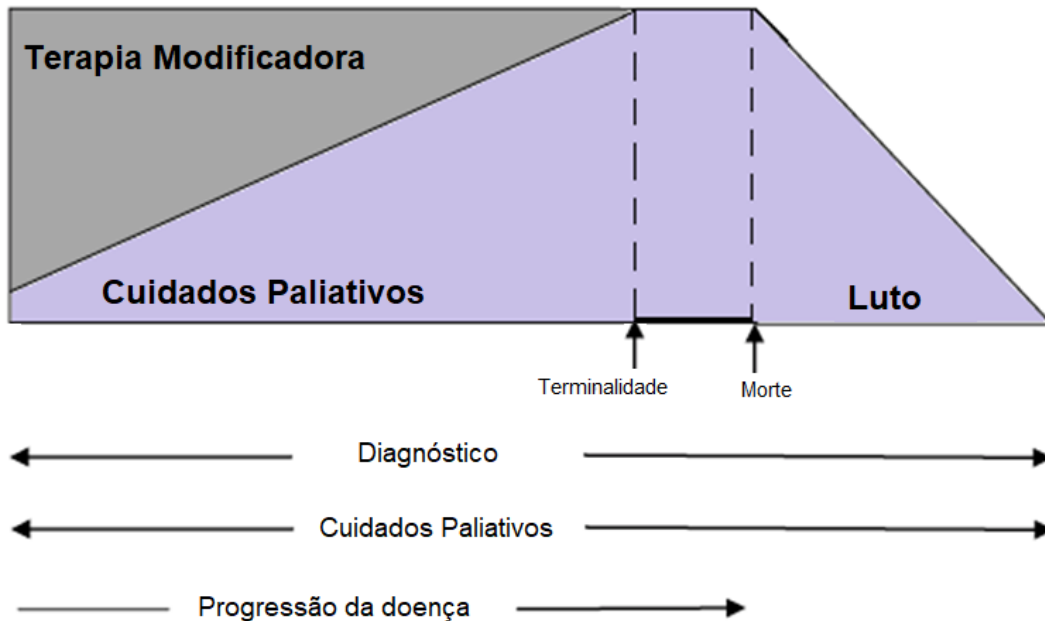 Terapia Modificadora
Cuidados Paliativos
Luto
Terminalidade
Morte
Diagnóstico
Cuidados Paliativos
Progressão da doença